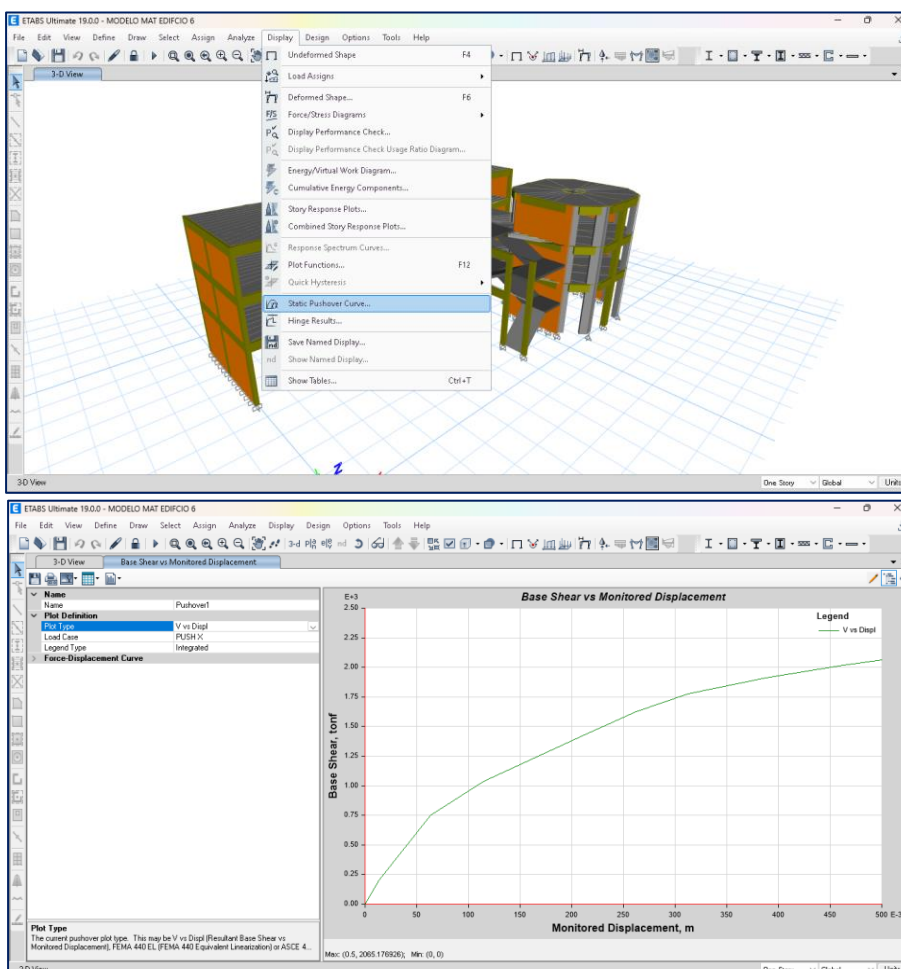 ETABS Ultimate 19.0.0 - MODELO MAT EDIFCIO 6
File Edit View Define Draw Select Assign Analyze Display Design Options Tools Help
3-D View
Undeformed Shape F4
Load Assigns
Deformed Shape... F6
Force/Stress Diagrams
Display Performance Check...
Display Performance Check Usage Ratio Diagram...
Energy/Virtual Work Diagram...
Cumulative Energy Components...
Story Response Plots...
Combined Story Response Plots...
Response Spectrum Curves...
Plot Functions... F12
Quick Hysteresis
Static Pushover Curve...
Hinge Results...
Save Named Display...
Show Named Display...
Show Tables... Ctrl+T
Z
3-D View One Story Global Units
ETABS Ultimate 19.0.0 - MODELO MAT EDIFCIO 6
File Edit View Define Draw Select Assign Analyze Display Design Options Tools Help
3-d
3-D View Base Shear vs Monitored Displacement
Name
Name Pushover1
Plot Definition
Plot Type V vs Displ
Load Case PUSH X
Legend Type Integrated
Force-Displacement Curve
Base Shear vs Monitored Displacement
E+3
Legend
V vs Displ
2.50
2.25
2.00
1.75
1.50
1.25
1.00
0.75
0.50
0.25
0.00
Base Shear, tonf
0 50 100 150 200 250 300 350 400 450 500 E-3
Monitored Displacement, m
Plot Type
The current pushover plot type. This may be V vs Displ (Resultant Base Shear vs
Monitored Displacement), FEMA 440 EL (FEMA 440 Equivalent Linearization) or ASCE 4...
Max: (0.5, 2065.176926); Min: (0, 0)
3-D View One Story Global Units